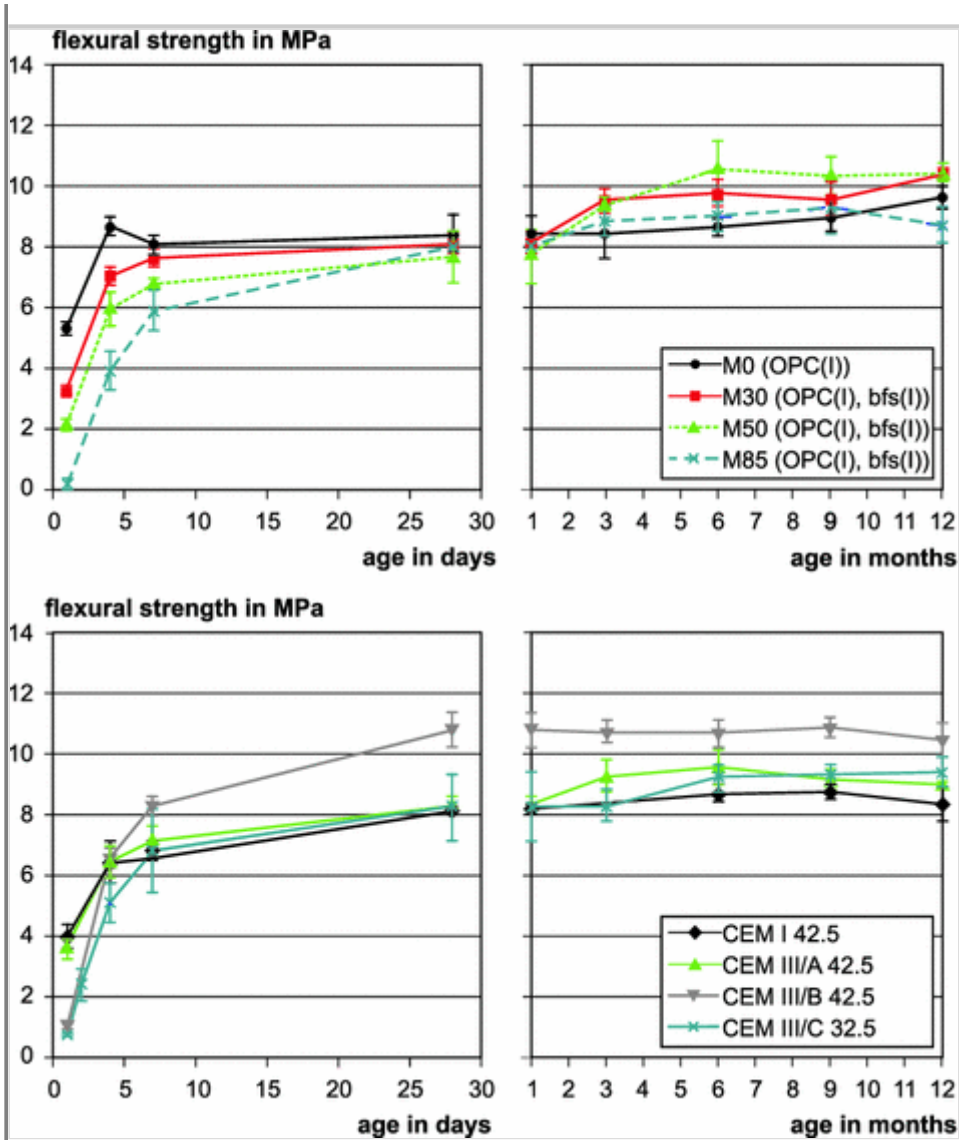 flexural strength in MPa
14
12
10
8
6
4
2
0
0 5 10 15 20 25 30
age in days
1 2 3 4 5 6 7 8 9 10 11 12
age in months
M0 (OPC(I))
M30 (OPC(I), bfs(I))
M50 (OPC(I), bfs(I))
M85 (OPC(I), bfs(I))
flexural strength in MPa
14
12
10
8
6
4
2
0
0 5 10 15 20 25 30
age in days
1 2 3 4 5 6 7 8 9 10 11 12
age in months
CEM I 42.5
CEM III/A 42.5
CEM III/B 42.5
CEM III/C 32.5